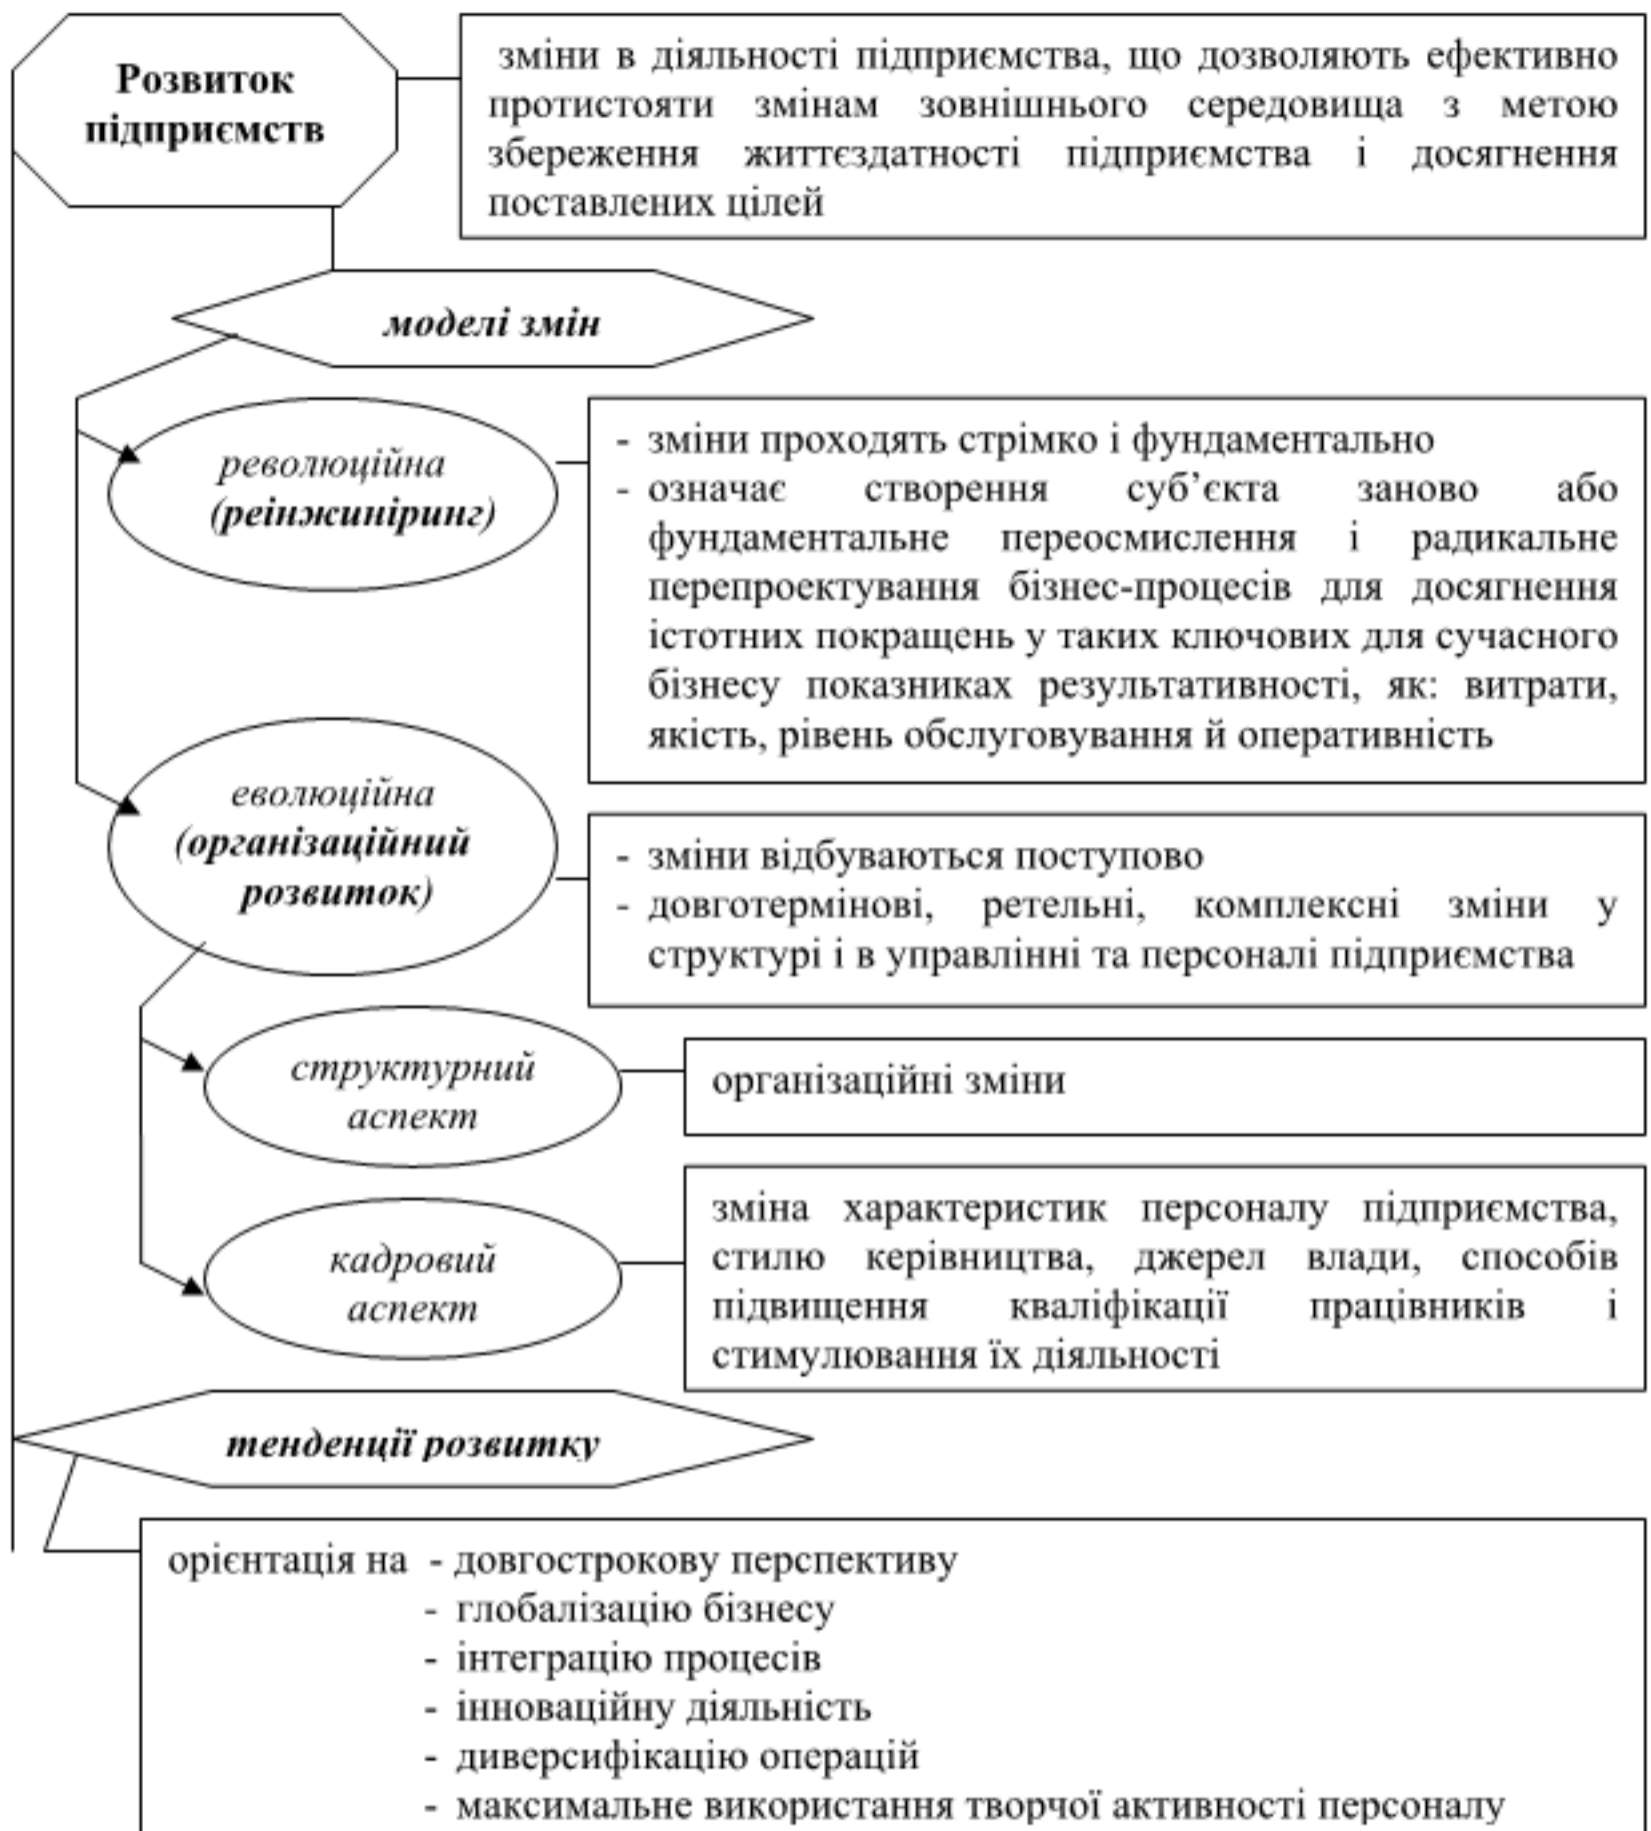 Розвиток
підприємств
зміни в діяльності підприємства, що дозволяють ефективно
протистояти змінам зовнішнього середовища з метою
збереження життєздатності підприємства і досягнення
поставлених цілей
моделі змін
революційна
(реінжиніринг)
- зміни проходять стрімко і фундаментально
- означає створення суб’єкта заново або
фундаментальне переосмислення і радикальне
перепроектування бізнес-процесів для досягнення
істотних покращень у таких ключових для сучасного
бізнесу показниках результативності, як: витрати,
якість, рівень обслуговування й оперативність
еволюційна
(організаційний
розвиток)
- зміни відбуваються поступово
- довготермінові, ретельні, комплексні зміни у
структурі і в управлінні та персоналі підприємства
структурний
аспект
організаційні зміни
кадровий
аспект
зміна характеристик персоналу підприємства,
стилю керівництва, джерел влади, способів
підвищення кваліфікації працівників і
стимулювання їх діяльності
тенденції розвитку
орієнтація на - довгострокову перспективу
- глобалізацію бізнесу
- інтеграцію процесів
- інноваційну діяльність
- диверсифікацію операцій
- максимальне використання творчої активності персоналу